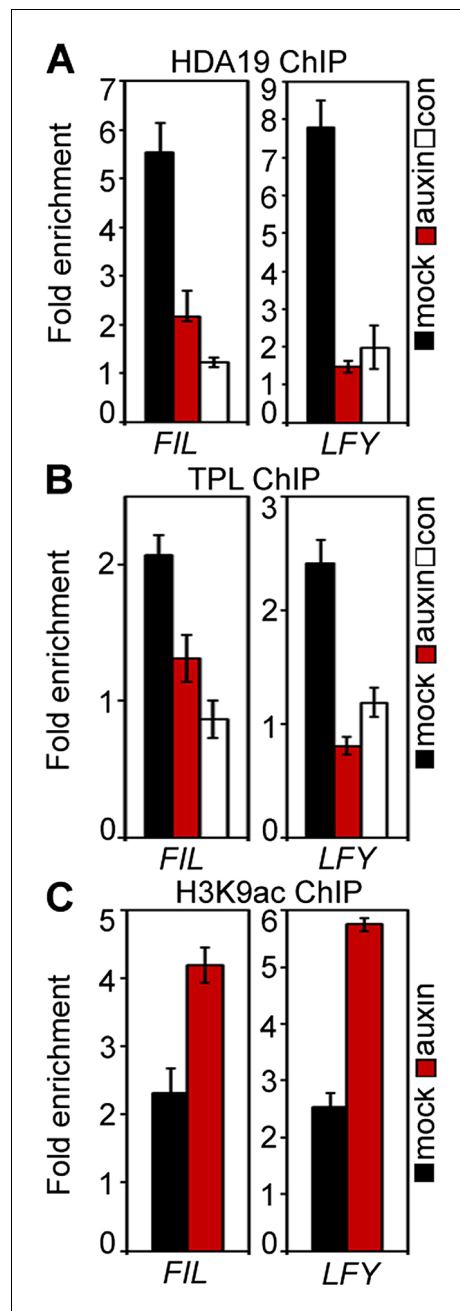 A
HDA19 ChIP
Fold enrichment
7
6
5
4
3
2
1
0
FIL
9
8
7
6
5
4
3
2
1
0
LFY
mock auxin con
B
TPL ChIP
Fold enrichment
2
1
0
FIL
3
2
1
0
LFY
mock auxin con
C
H3K9ac ChIP
Fold enrichment
5
4
3
2
1
0
FIL
6
5
4
3
2
1
0
LFY
mock auxin